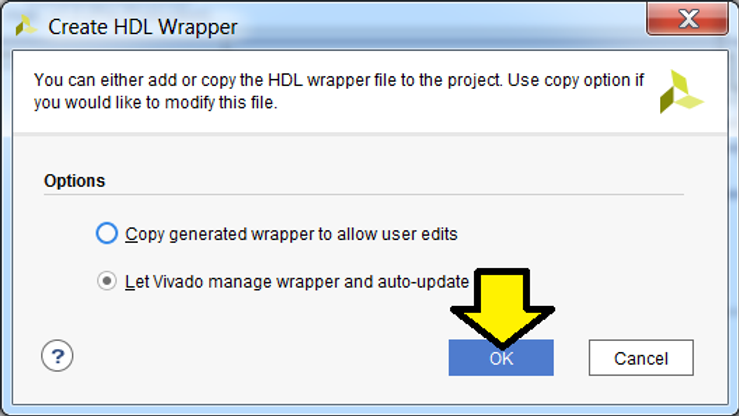 Create HDL Wrapper
You can either add or copy the HDL wrapper file to the project. Use copy option if
you would like to modify this file.
Options
Copy generated wrapper to allow user edits
Let Vivado manage wrapper and auto-update
?
OK
Cancel